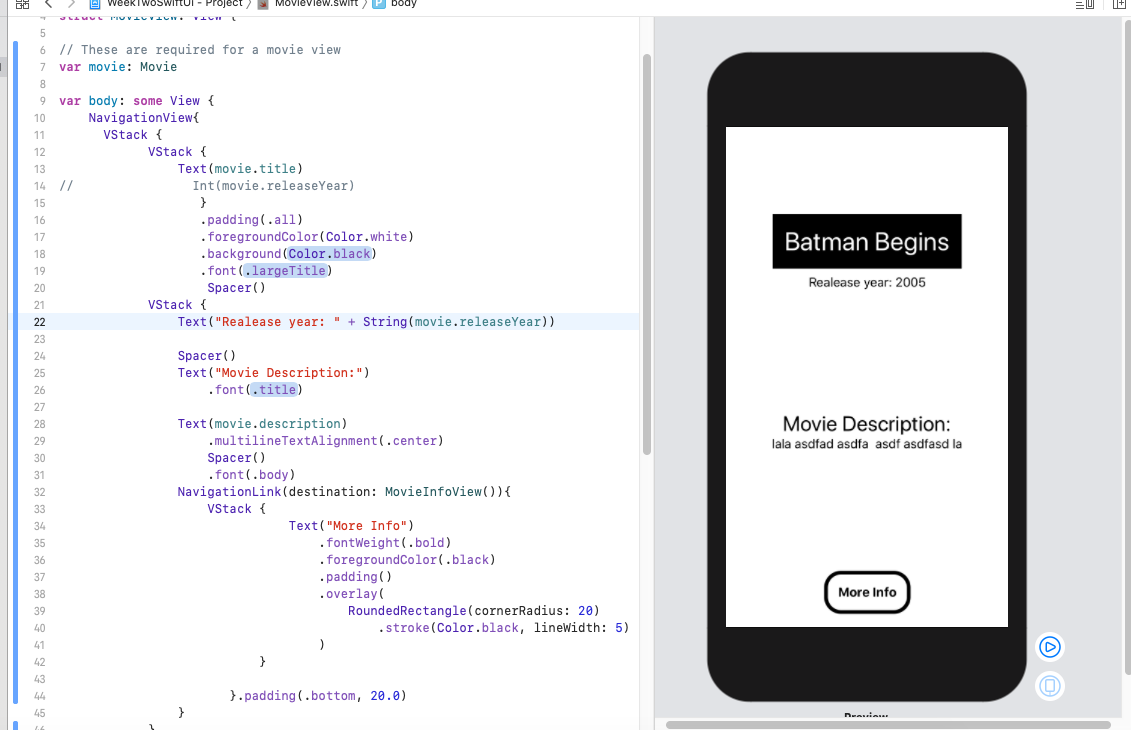 WeekTwoSwiftUI - Project MovieView.swift P body
4 struct MovieView: View {
5
6 // These are required for a movie view
7 var movie: Movie
8
9 var body: some View {
10 NavigationView{
11 VStack {
12 VStack {
13 Text(movie.title)
14 // Int(movie.releaseYear)
15 }
16 .padding(.all)
17 .foregroundColor(Color.white)
18 .background(Color.black)
19 .font(.largeTitle)
20 Spacer()
21 VStack {
22 Text("Realease year: " + String(movie.releaseYear))
23
24 Spacer()
25 Text("Movie Description:")
26 .font(.title)
27
28 Text(movie.description)
29 .multilineTextAlignment(.center)
30 Spacer()
31 .font(.body)
32 NavigationLink(destination: MovieInfoView()){
33 VStack {
34 Text("More Info")
35 .fontWeight(.bold)
36 .foregroundColor(.black)
37 .padding()
38 .overlay(
39 RoundedRectangle(cornerRadius: 20)
40 .stroke(Color.black, lineWidth: 5)
41 )
42 }
43
44 }.padding(.bottom, 20.0)
45 }
46 }
Batman Begins
Realease year: 2005
Movie Description:
lala asdfad asdfa asdf asdfasd la
More Info
Preview